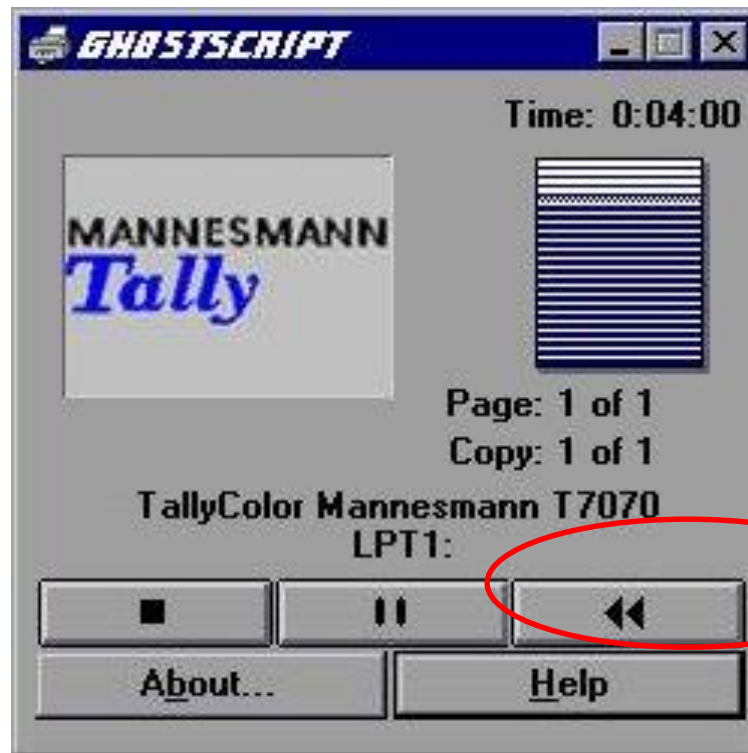 GHOSTSCRIPT
Time: 0:04:00
MANNESMANN
Tally
Page: 1 of 1
Copy: 1 of 1
TallyColor Mannesmann T7070
LPT1:
About...
Help